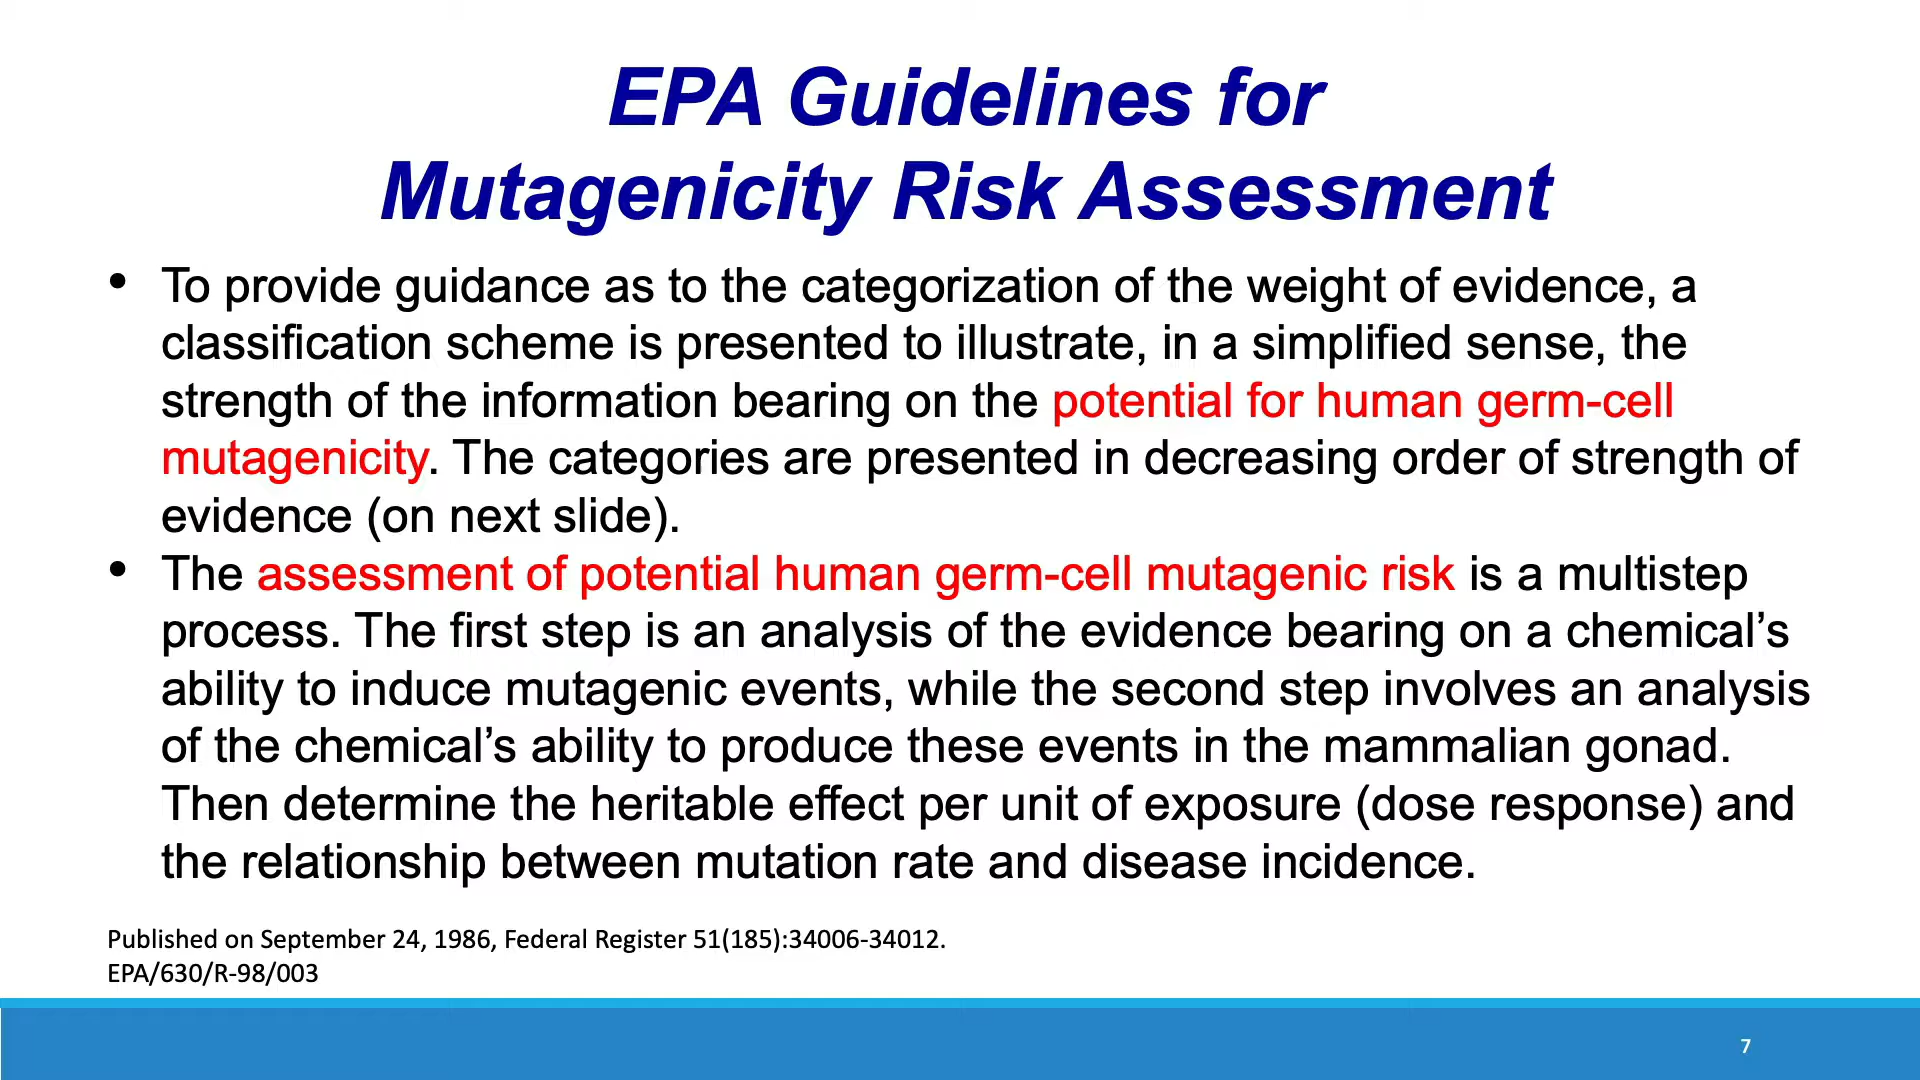 EPA Guidelines for
Mutagenicity Risk Assessment
• To provide guidance as to the categorization of the weight of evidence, a
classification scheme is presented to illustrate, in a simplified sense, the
strength of the information bearing on the potential for human germ-cell
mutagenicity. The categories are presented in decreasing order of strength of
evidence (on next slide).
• The assessment of potential human germ-cell mutagenic risk is a multistep
process. The first step is an analysis of the evidence bearing on a chemical’s
ability to induce mutagenic events, while the second step involves an analysis
of the chemical’s ability to produce these events in the mammalian gonad.
Then determine the heritable effect per unit of exposure (dose response) and
the relationship between mutation rate and disease incidence.
Published on September 24, 1986, Federal Register 51(185):34006-34012.
EPA/630/R-98/003
7